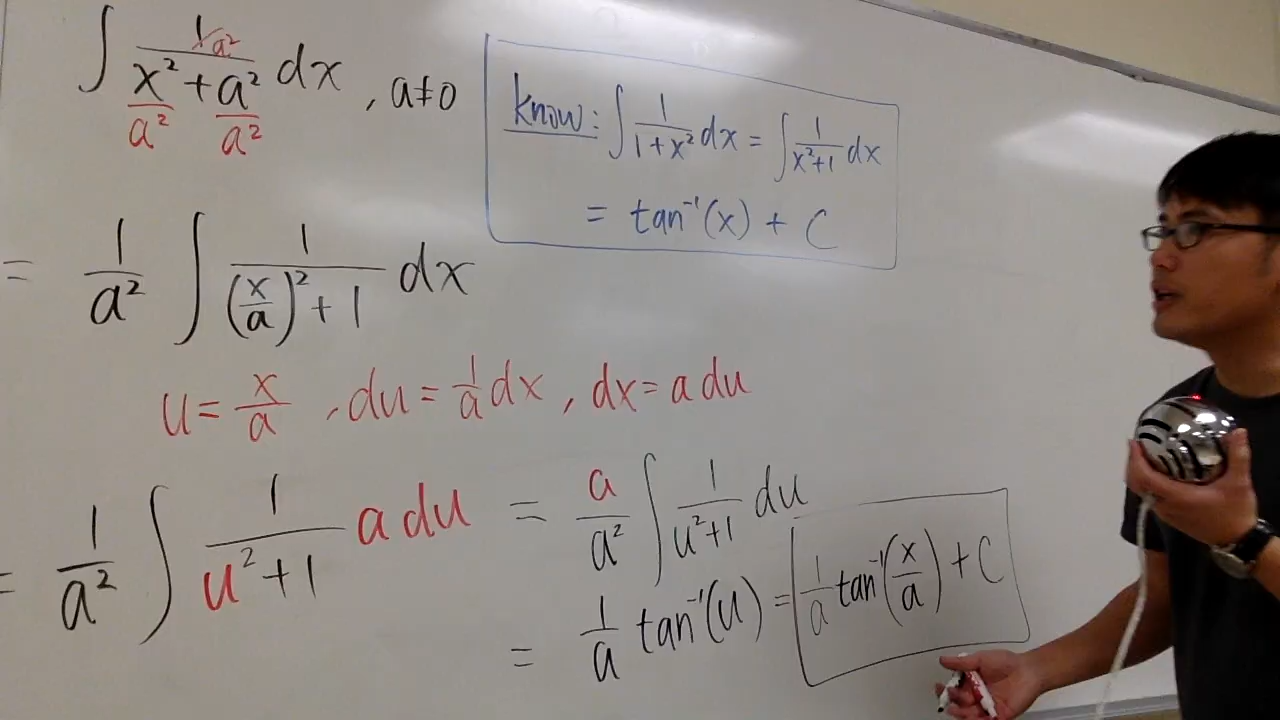 ∫ 1/a² / (x²/a² + a²/a²) dx , a≠0
know: ∫ 1/(1+x²) dx = ∫ 1/(x²+1) dx
= tan⁻¹(x) + C
= 1/a² ∫ 1/((x/a)²+1) dx
u = x/a , du = 1/a dx , dx = a du
= 1/a² ∫ 1/(u²+1) a du = a/a² ∫ 1/(u²+1) du
= 1/a tan⁻¹(u) = 1/a tan⁻¹(x/a) + C